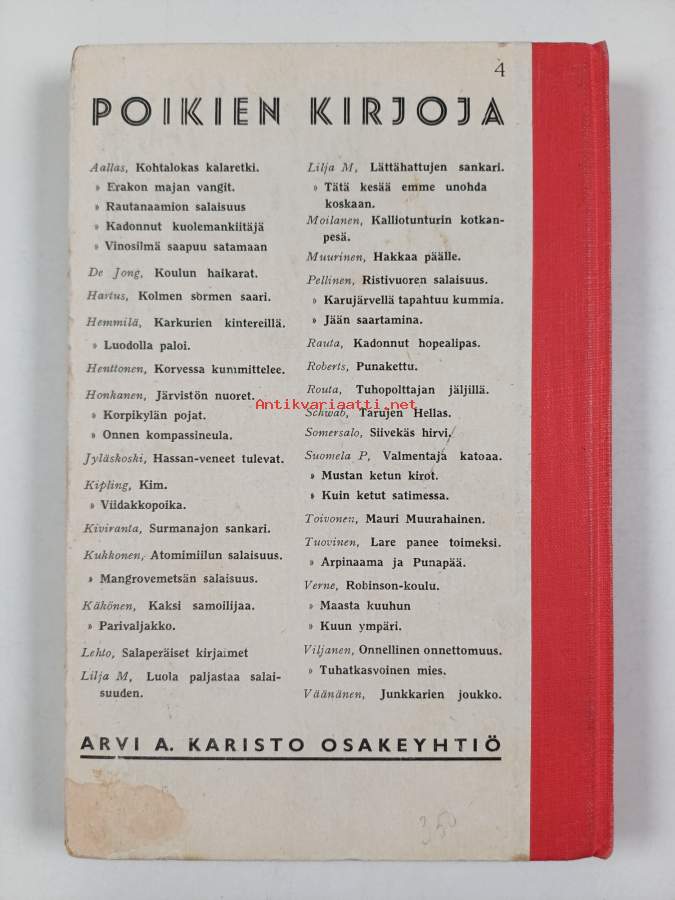 4
POIKIEN KIRJOJA
Aallas, Kohtalokas kalaretki.
» Erakon majan vangit.
» Rautanaamion salaisuus
» Kadonnut kuolemankiitäjä
» Vinosilmä saapuu satamaan
De Jong, Koulun haikarat.
Hartus, Kolmen sormen saari.
Hemmilä, Karkurien kintereillä.
» Luodolla paloi.
Henttonen, Korvessa kummittelee.
Honkanen, Järvistön nuoret.
» Korpikylän pojat.
» Onnen kompassineula.
Jyläskoski, Hassan-veneet tulevat.
Kipling, Kim.
» Viidakkopoika.
Kiviranta, Surmanajon sankari.
Kukkonen, Atomimiilun salaisuus.
» Mangrovemetsän salaisuus.
Käkönen, Kaksi samoilijaa.
» Parivaljakko.
Lehto, Salaperäiset kirjaimet
Lilja M, Luola paljastaa salai-
suuden.
Lilja M, Lättähattujen sankari.
» Tätä kesää emme unohda
koskaan.
Moilanen, Kalliotunturin kotkan-
pesä.
Muurinen, Hakkaa päälle.
Pellinen, Ristivuoren salaisuus.
» Karujärvellä tapahtuu kummia.
» Jään saartamina.
Rauta, Kadonnut hopealipas.
Roberts, Punakettu.
Routa, Tuhopolttajan jäljillä.
Antikvariaatti.net
Schwab, Tarujen Hellas.
Somersalo, Siivekäs hirvi.
Suomela P, Valmentaja katoaa.
» Mustan ketun kirot.
» Kuin ketut satimessa.
Toivonen, Mauri Muurahainen.
Tuovinen, Lare panee toimeksi.
» Arpinaama ja Punapää.
Verne, Robinson-koulu.
» Maasta kuuhun
» Kuun ympäri.
Viljanen, Onnellinen onnettomuus.
» Tuhatkasvoinen mies.
Väänänen, Junkkarien joukko.
ARVI A. KARISTO OSAKEYHTIÖ
350